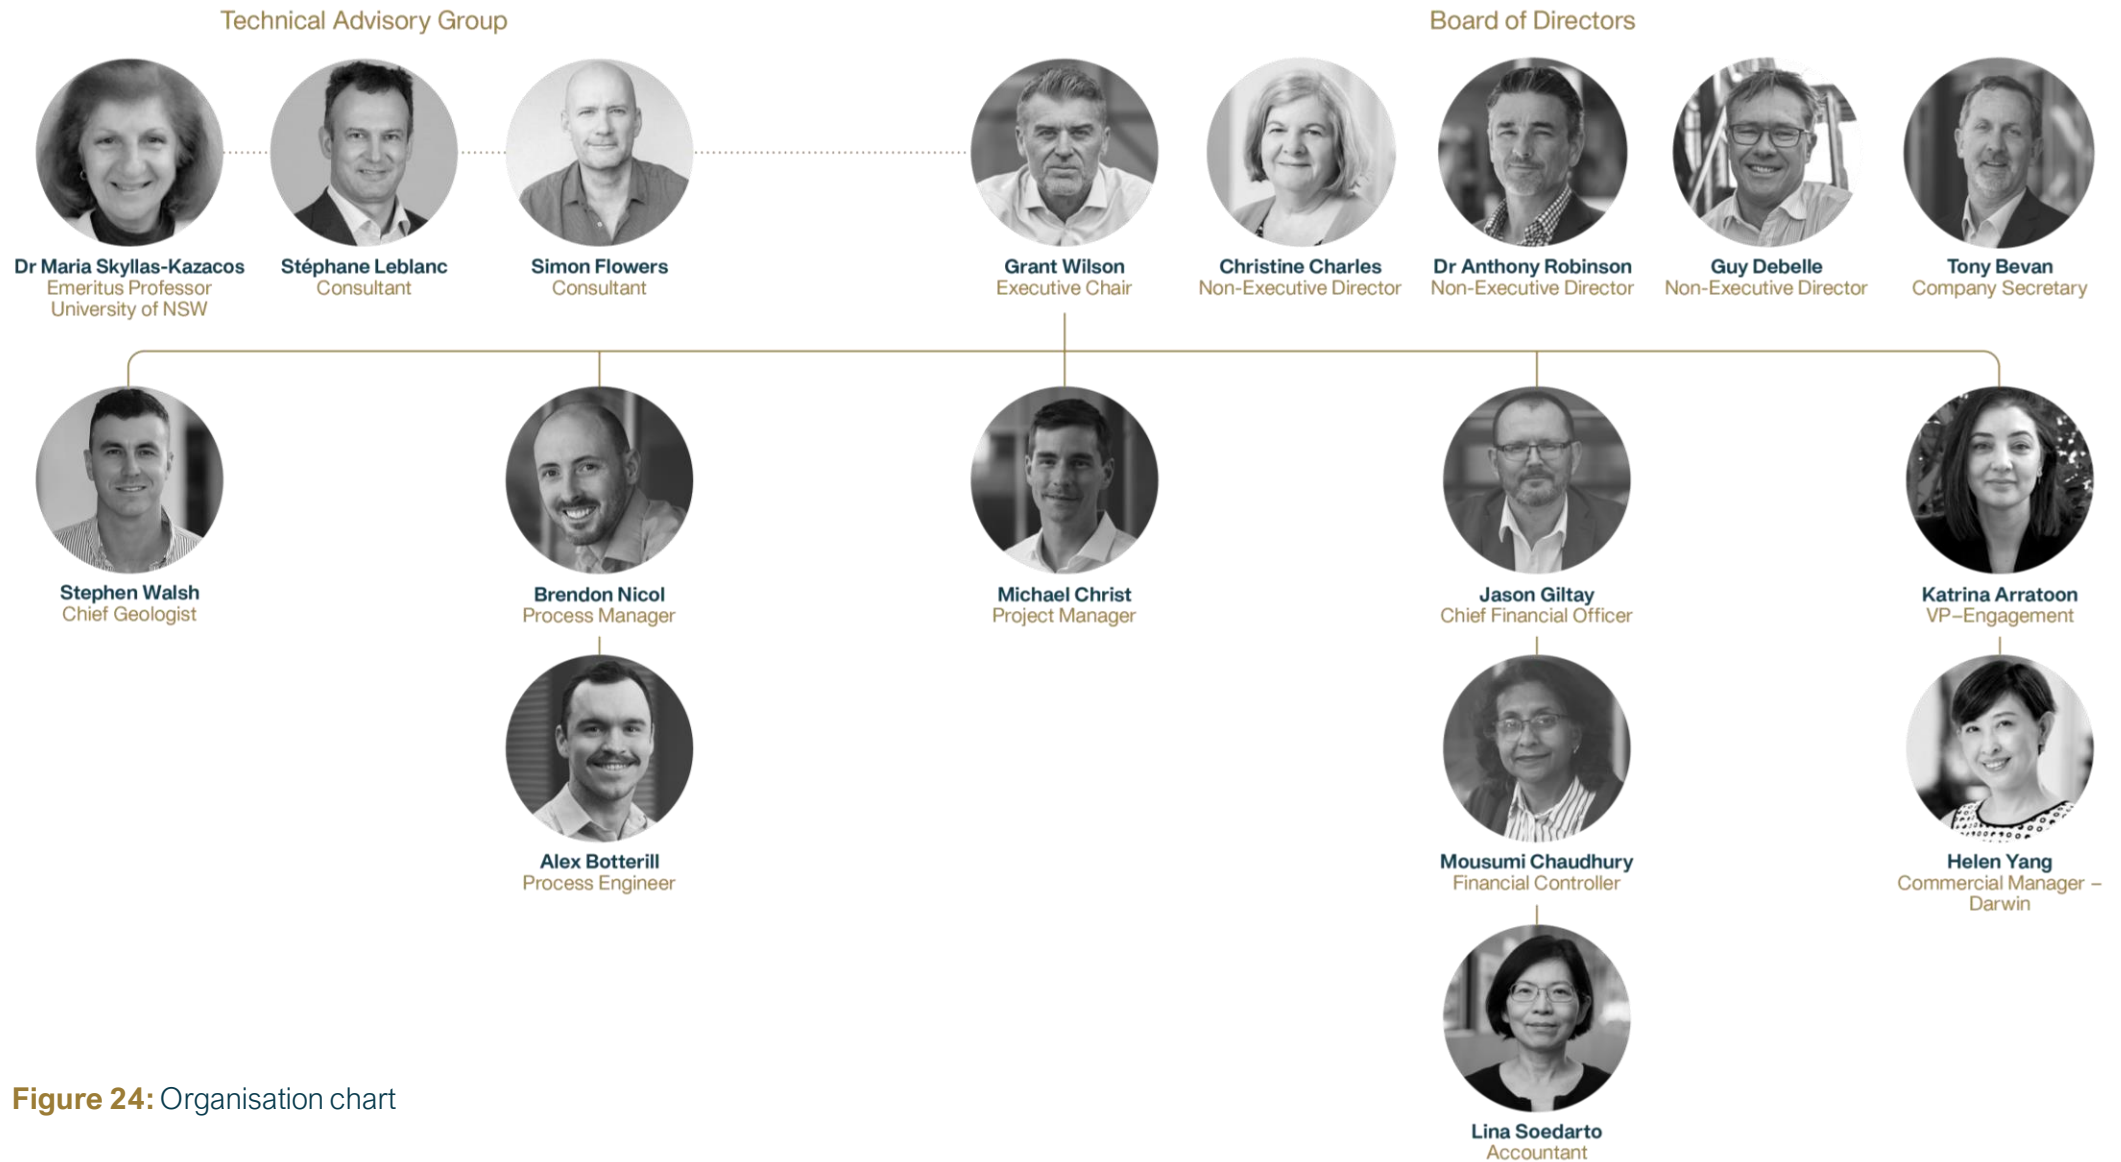 Technical Advisory Group
Board of Directors
Dr Maria Skyllas-Kazacos
Emeritus Professor
University of NSW
Stéphane Leblanc
Consultant
Simon Flowers
Consultant
Grant Wilson
Executive Chair
Christine Charles
Non-Executive Director
Dr Anthony Robinson
Non-Executive Director
Guy Debelle
Non-Executive Director
Tony Bevan
Company Secretary
Stephen Walsh
Chief Geologist
Brendon Nicol
Process Manager
Michael Christ
Project Manager
Jason Giltay
Chief Financial Officer
Katrina Arratoon
VP–Engagement
Alex Botterill
Process Engineer
Mousumi Chaudhury
Financial Controller
Helen Yang
Commercial Manager –
Darwin
Lina Soedarto
Accountant
Figure 24: Organisation chart